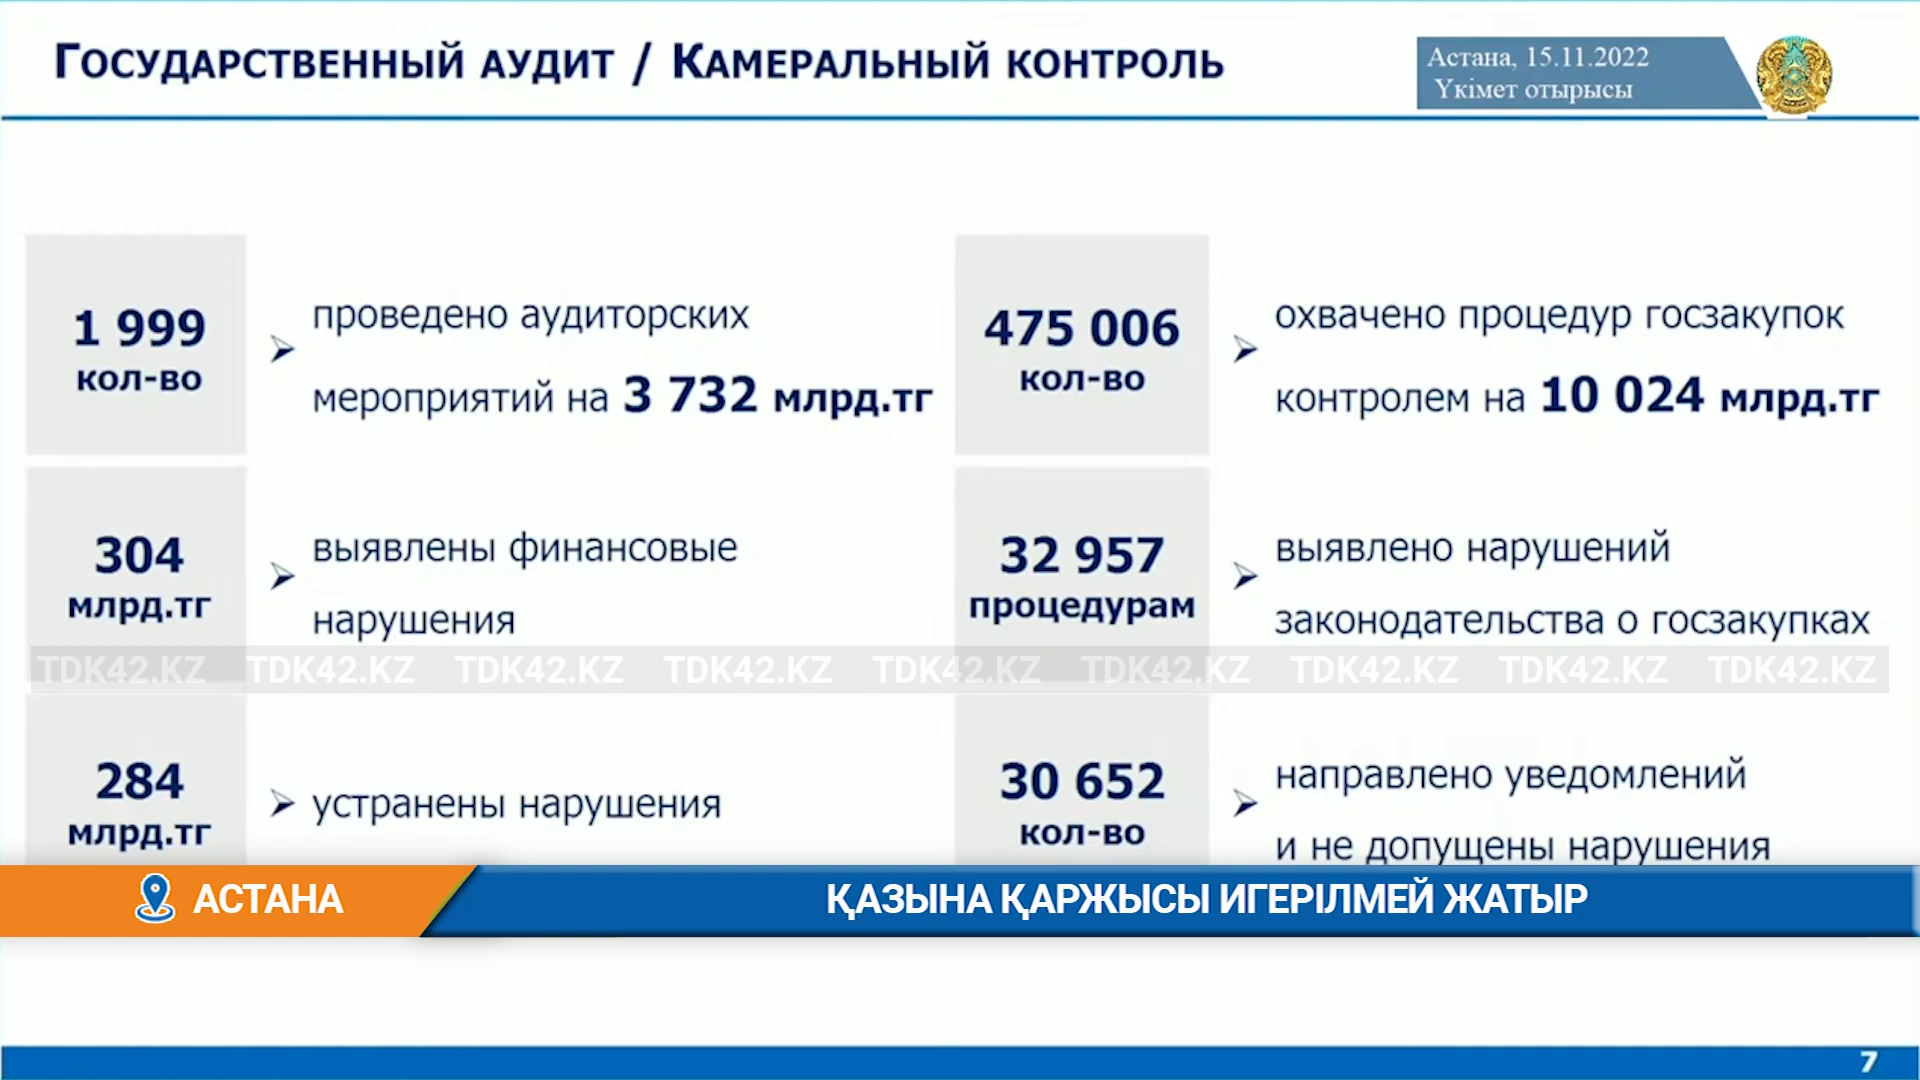 ГОСУДАРСТВЕННЫЙ АУДИТ / КАМЕРАЛЬНЫЙ КОНТРОЛЬ
Астана, 15.11.2022
Үкімет отырысы
1 999
кол-во
проведено аудиторских
мероприятий на 3 732 млрд.тг
304
млрд.тг
выявлены финансовые
нарушения
284
млрд.тг
устранены нарушения
475 006
кол-во
охвачено процедур госзакупок
контролем на 10 024 млрд.тг
32 957
процедурам
выявлено нарушений
законодательства о госзакупках
30 652
кол-во
направлено уведомлений
и не допущены нарушения
TDK42.KZ TDK42.KZ TDK42.KZ TDK42.KZ TDK42.KZ TDK42.KZ TDK42.KZ TDK42.KZ TDK42.KZ
АСТАНА
ҚАЗЫНА ҚАРЖЫСЫ ИГЕРІЛМЕЙ ЖАТЫР
7